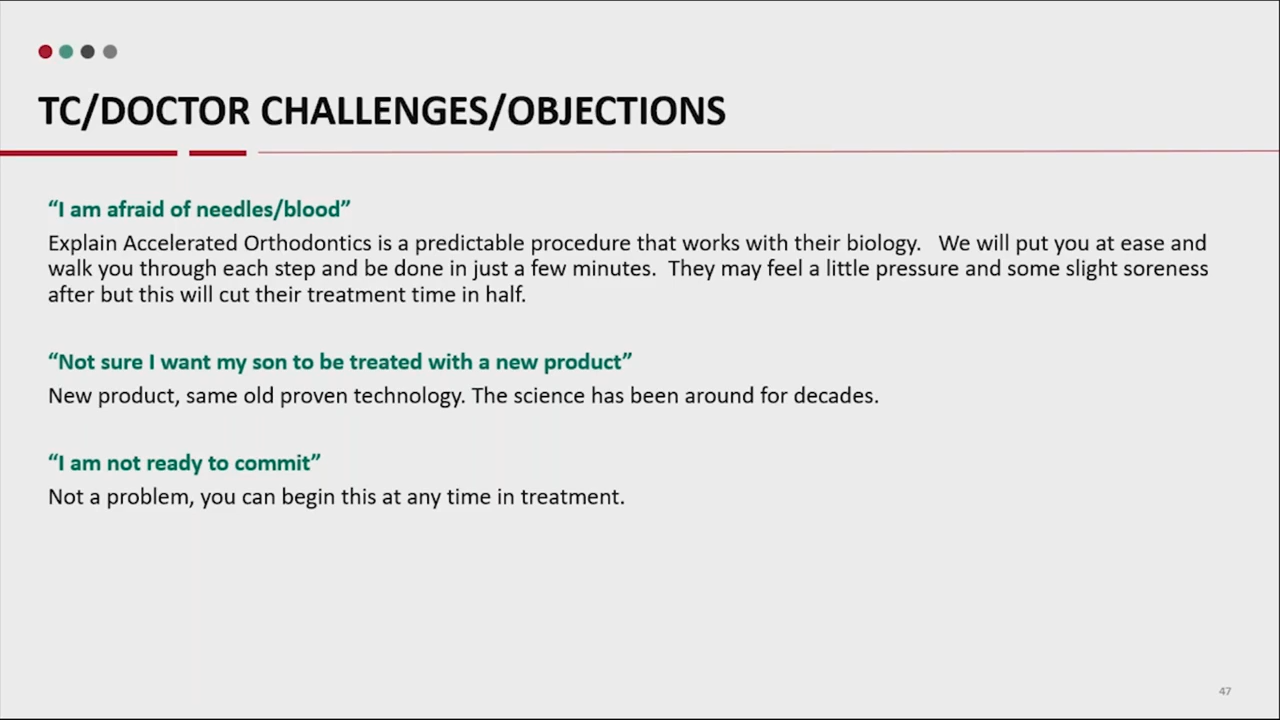 TC/DOCTOR CHALLENGES/OBJECTIONS
“I am afraid of needles/blood”
Explain Accelerated Orthodontics is a predictable procedure that works with their biology.   We will put you at ease and
walk you through each step and be done in just a few minutes.  They may feel a little pressure and some slight soreness
after but this will cut their treatment time in half.
“Not sure I want my son to be treated with a new product”
New product, same old proven technology. The science has been around for decades.
“I am not ready to commit”
Not a problem, you can begin this at any time in treatment.
47